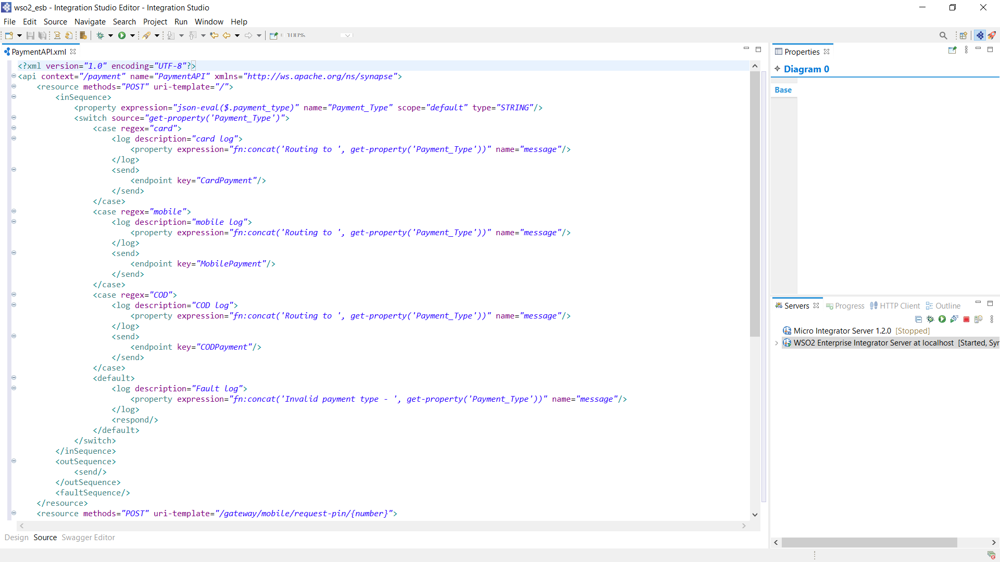 wso2_esb - Integration Studio Editor - Integration Studio
File Edit Source Navigate Search Project Run Window Help
100%
PaymentAPI.xml
<?xml version="1.0" encoding="UTF-8"?>
<api context="/payment" name="PaymentAPI" xmlns="http://ws.apache.org/ns/synapse">
<resource methods="POST" uri-template="/">
<inSequence>
<property expression="json-eval($.payment_type)" name="Payment_Type" scope="default" type="STRING"/>
<switch source="get-property('Payment_Type')">
<case regex="card">
<log description="card log">
<property expression="fn:concat('Routing to ', get-property('Payment_Type'))" name="message"/>
</log>
<send>
<endpoint key="CardPayment"/>
</send>
</case>
<case regex="mobile">
<log description="mobile log">
<property expression="fn:concat('Routing to ', get-property('Payment_Type'))" name="message"/>
</log>
<send>
<endpoint key="MobilePayment"/>
</send>
</case>
<case regex="COD">
<log description="COD log">
<property expression="fn:concat('Routing to ', get-property('Payment_Type'))" name="message"/>
</log>
<send>
<endpoint key="CODPayment"/>
</send>
</case>
<default>
<log description="Fault log">
<property expression="fn:concat('Invalid payment type - ', get-property('Payment_Type'))" name="message"/>
</log>
<respond/>
</default>
</switch>
</inSequence>
<outSequence>
<send/>
</outSequence>
<faultSequence/>
</resource>
<resource methods="POST" uri-template="/gateway/mobile/request-pin/{number}">
Design Source Swagger Editor
Properties
Diagram 0
Base
Servers Progress HTTP Client Outline
Micro Integrator Server 1.2.0 [Stopped]
WSO2 Enterprise Integrator Server at localhost [Started, Syr